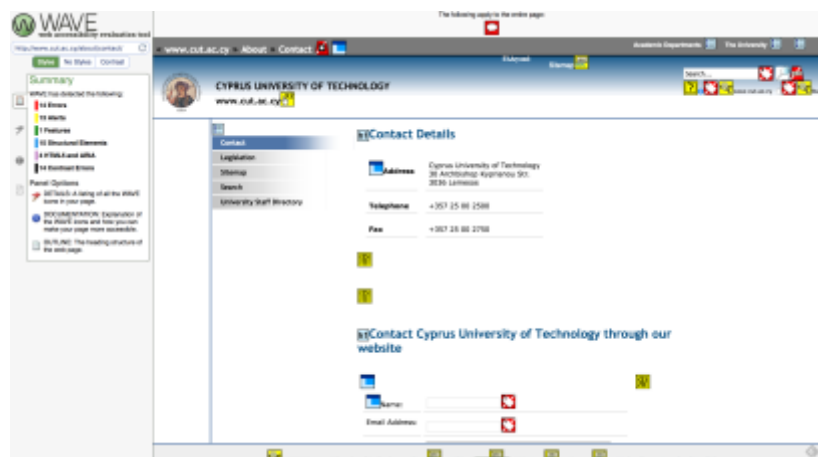 The following apply to the entire page:
WAVE
web accessibility evaluation tool
http://www.cut.ac.cy/about/contact/
Styles No Styles Contrast
Summary
WAVE has detected the following:
14 Errors
13 Alerts
1 Features
10 Structural Elements
4 HTML5 and ARIA
14 Contrast Errors
Panel Options
DETAILS: A listing of all the WAVE icons in your page.
DOCUMENTATION: Explanation of the WAVE icons and how you can make your page more accessible.
OUTLINE: The heading structure of the web page.
www.cut.ac.cy About Contact
Academic Departments The University
Ελληνικά
Sitemap
Search...
CYPRUS UNIVERSITY OF TECHNOLOGY
www.cut.ac.cy
www.cut.ac.cy
Contact
Legislation
Sitemap
Search
University Staff Directory
Contact Details
Address
Cyprus University of Technology
30 Archbishop Kyprianou Str.
3036 Lemesos
Telephone +357 25 00 2500
Fax +357 25 00 2750
Contact Cyprus University of Technology through our
website
Name:
Email Address: